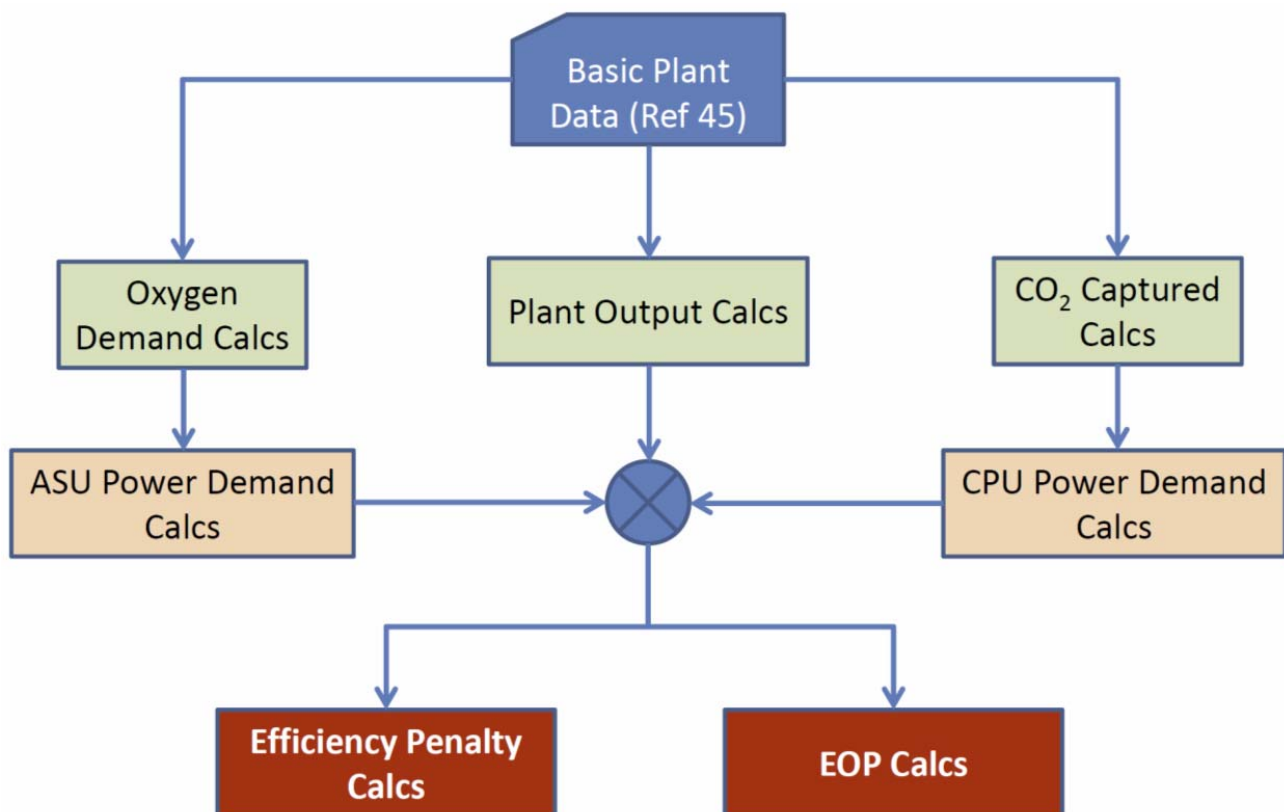 Basic Plant
Data (Ref 45)
Oxygen
Demand Calcs
Plant Output Calcs
CO₂ Captured
Calcs
ASU Power Demand
Calcs
CPU Power Demand
Calcs
Efficiency Penalty
Calcs
EOP Calcs